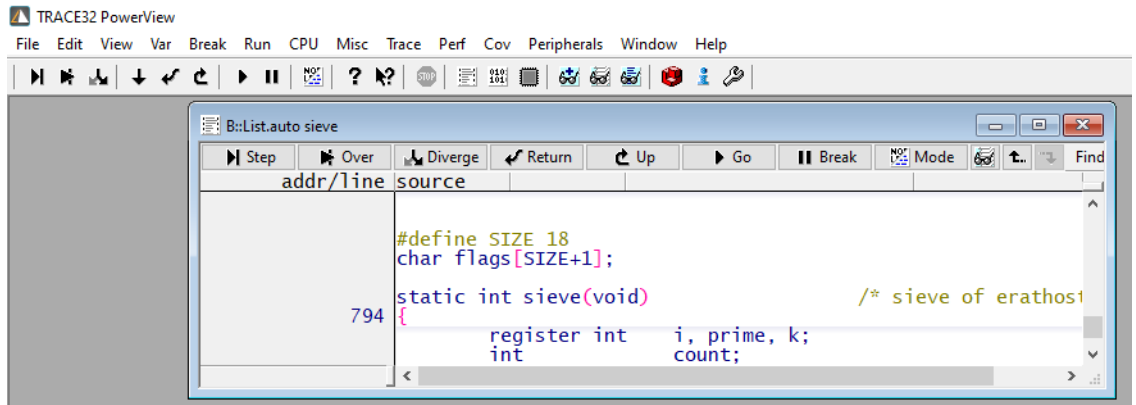 TRACE32 PowerView
File Edit View Var Break Run CPU Misc Trace Perf Cov Peripherals Window Help
B::List.auto sieve
Step Over Diverge Return Up Go Break Mode t.. Find
addr/line source
#define SIZE 18
char flags[SIZE+1];
static int sieve(void) /* sieve of erathost
794 {
register int i, prime, k;
int count;